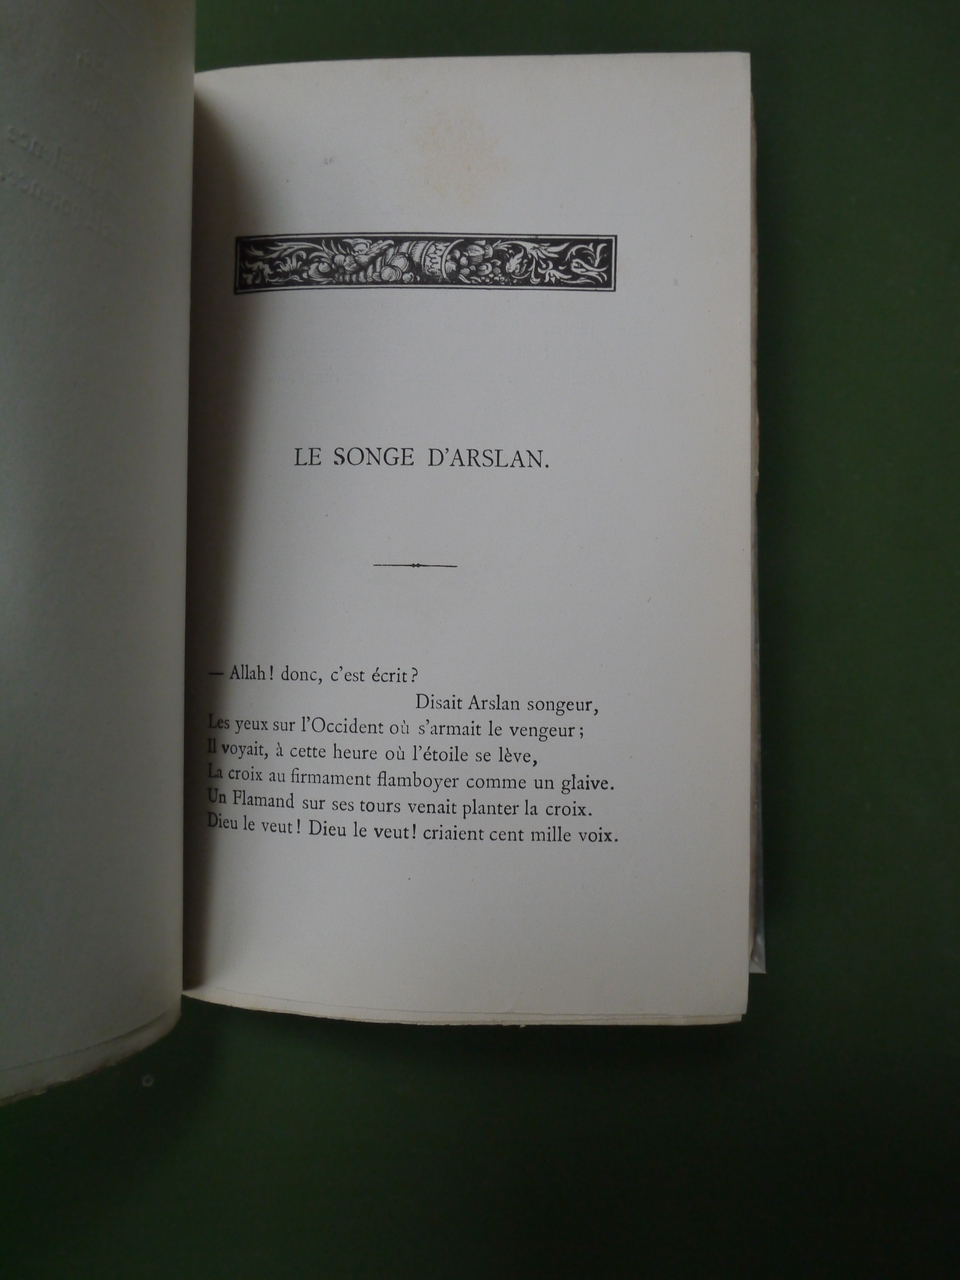 LE SONGE D'ARSLAN.
— Allah! donc, c'est écrit?
Disait Arslan songeur,
Les yeux sur l'Occident où s'armait le vengeur;
Il voyait, à cette heure où l'étoile se lève,
La croix au firmament flamboyer comme un glaive.
Un Flamand sur ses tours venait planter la croix.
Dieu le veut! Dieu le veut! criaient cent mille voix.